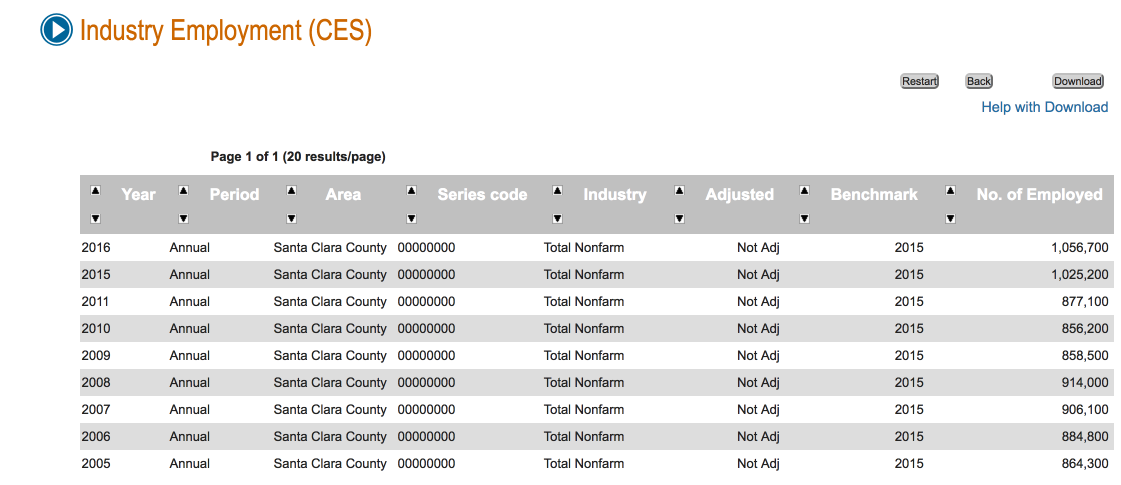 Industry Employment (CES)
Restart Back Download
Help with Download
Page 1 of 1 (20 results/page)
Year Period Area Series code Industry Adjusted Benchmark No. of Employed
2016 Annual Santa Clara County 00000000 Total Nonfarm Not Adj 2015 1,056,700
2015 Annual Santa Clara County 00000000 Total Nonfarm Not Adj 2015 1,025,200
2011 Annual Santa Clara County 00000000 Total Nonfarm Not Adj 2015 877,100
2010 Annual Santa Clara County 00000000 Total Nonfarm Not Adj 2015 856,200
2009 Annual Santa Clara County 00000000 Total Nonfarm Not Adj 2015 858,500
2008 Annual Santa Clara County 00000000 Total Nonfarm Not Adj 2015 914,000
2007 Annual Santa Clara County 00000000 Total Nonfarm Not Adj 2015 906,100
2006 Annual Santa Clara County 00000000 Total Nonfarm Not Adj 2015 884,800
2005 Annual Santa Clara County 00000000 Total Nonfarm Not Adj 2015 864,300